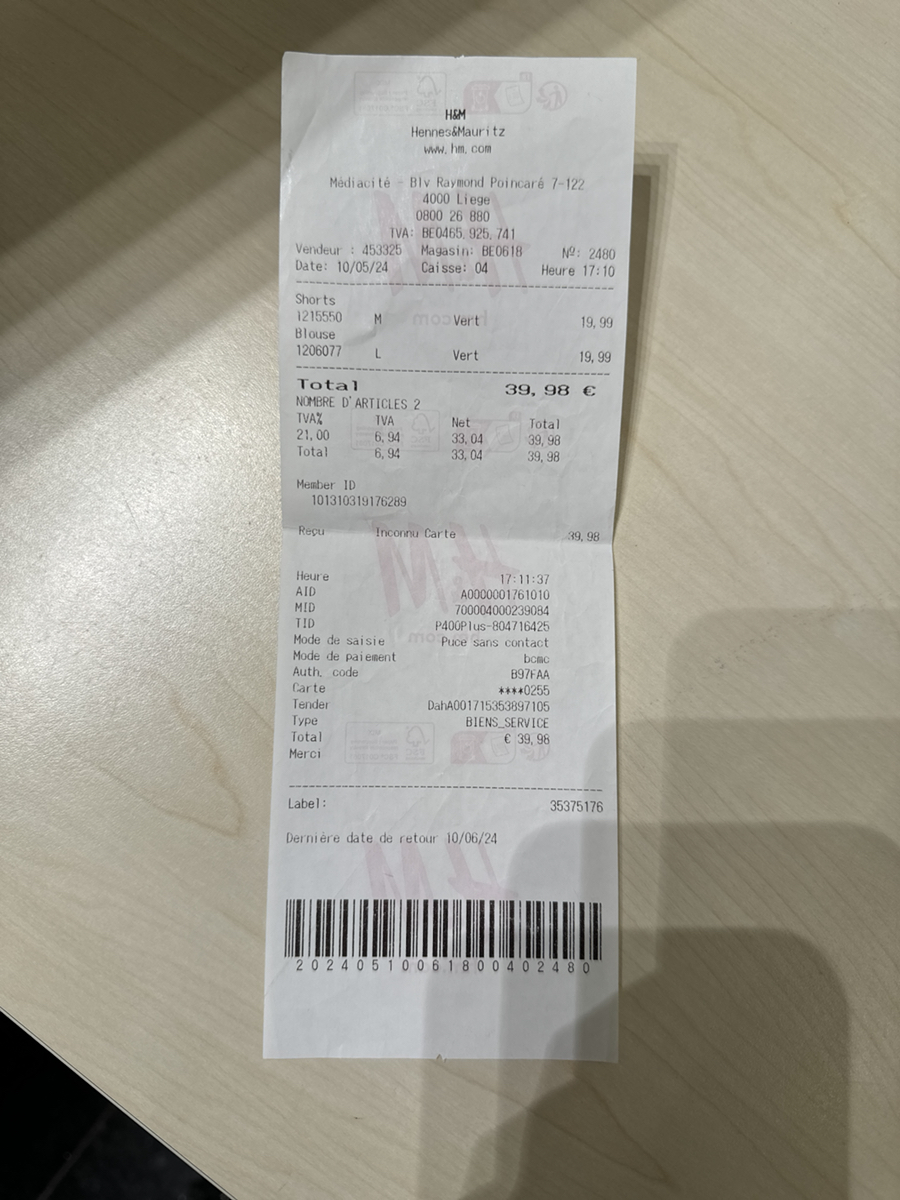 H&M
Hennes&Mauritz
www.hm.com
Médiacité - Blv Raymond Poincaré 7-122
4000 Liege
0800 26 880
TVA: BE0465.925.741
Vendeur : 453325 Magasin: BE0618 Nº: 2480
Date: 10/05/24 Caisse: 04 Heure 17:10
Shorts
1215550 M Vert 19,99
Blouse
1206077 L Vert 19,99
Total 39,98 €
NOMBRE D'ARTICLES 2
TVA% TVA Net Total
21,00 6,94 33,04 39,98
Total 6,94 33,04 39,98
Member ID
101310319176289
Reçu Inconnu Carte 39,98
Heure 17:11:37
AID A0000001761010
MID 700004000239084
TID P400Plus-804716425
Mode de saisie Puce sans contact
Mode de paiement bcmc
Auth. code B97FAA
Carte ****0255
Tender DahA001715353897105
Type BIENS_SERVICE
Total € 39,98
Merci
Label: 35375176
Dernière date de retour 10/06/24
20240510061800402480